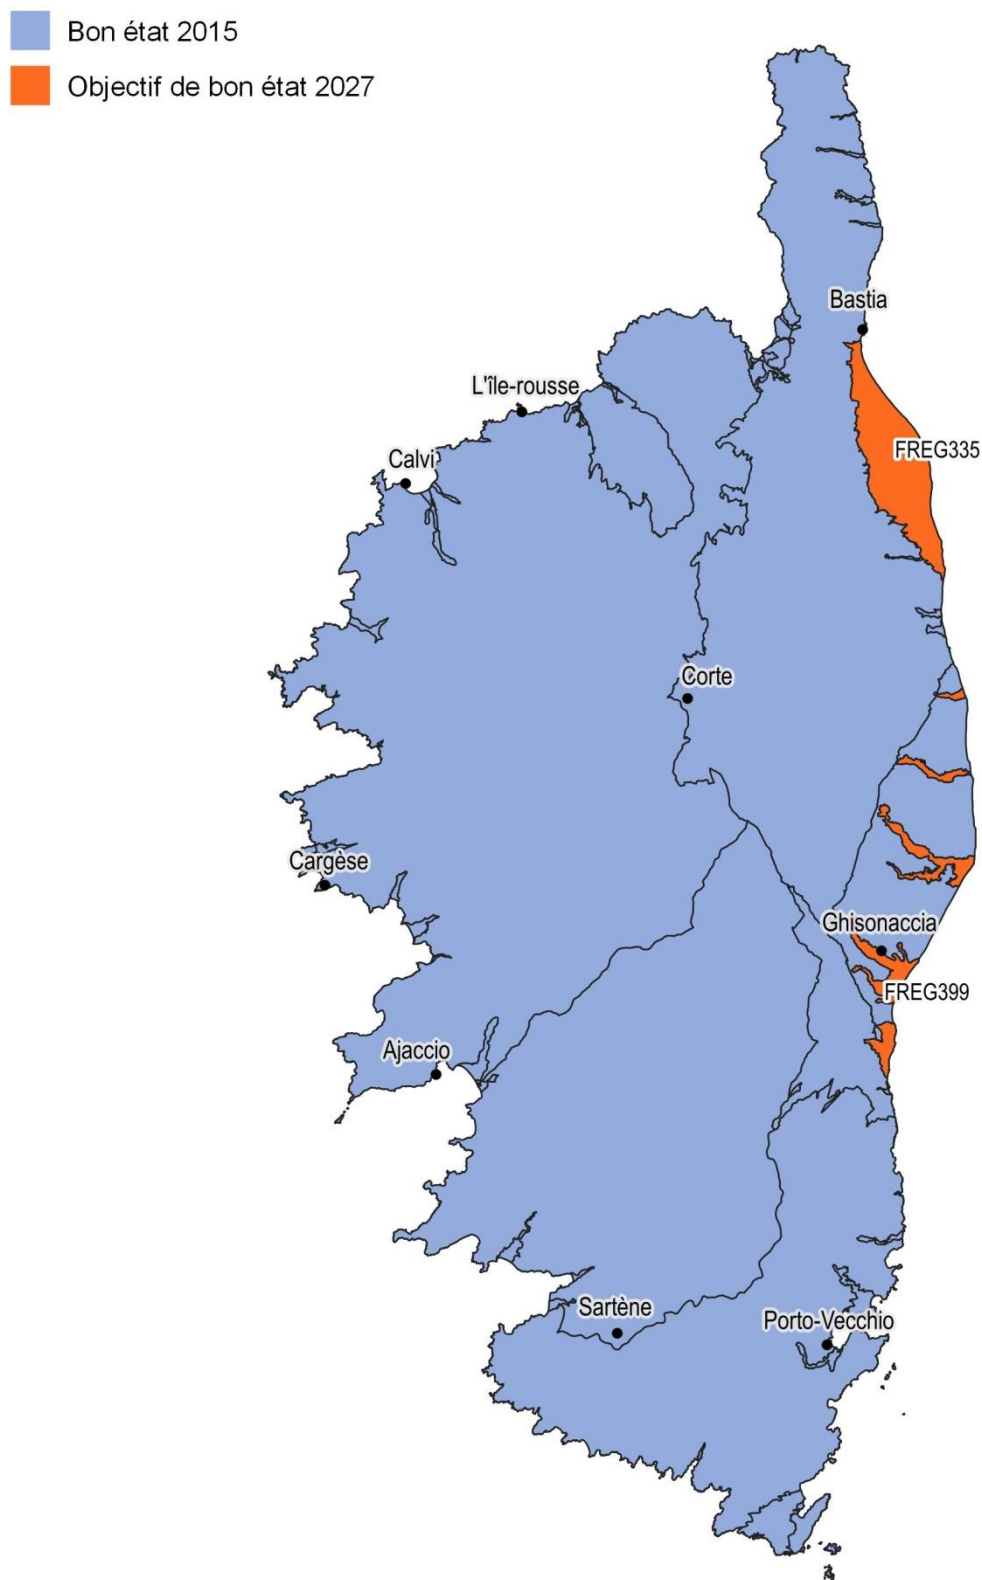 Bon état 2015
Objectif de bon état 2027
Bastia
L'île-rousse
FREG335
Calvi
Corte
Cargèse
Ghisonaccia
FREG399
Ajaccio
Sartène
Porto-Vecchio